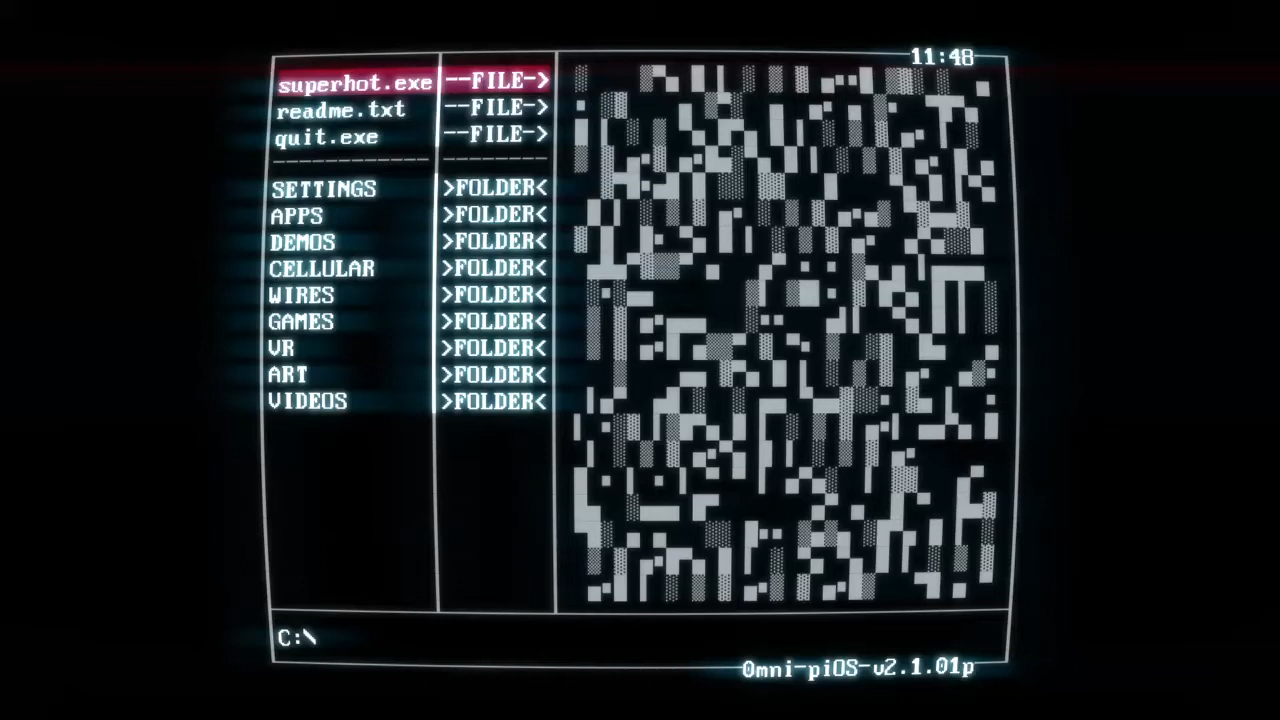 11:48
superhot.exe --FILE->
readme.txt --FILE->
quit.exe --FILE->
SETTINGS >FOLDER<
APPS >FOLDER<
DEMOS >FOLDER<
CELLULAR >FOLDER<
WIRES >FOLDER<
GAMES >FOLDER<
VR >FOLDER<
ART >FOLDER<
VIDEOS >FOLDER<
C:\
0mni-piOS-v2.1.01p